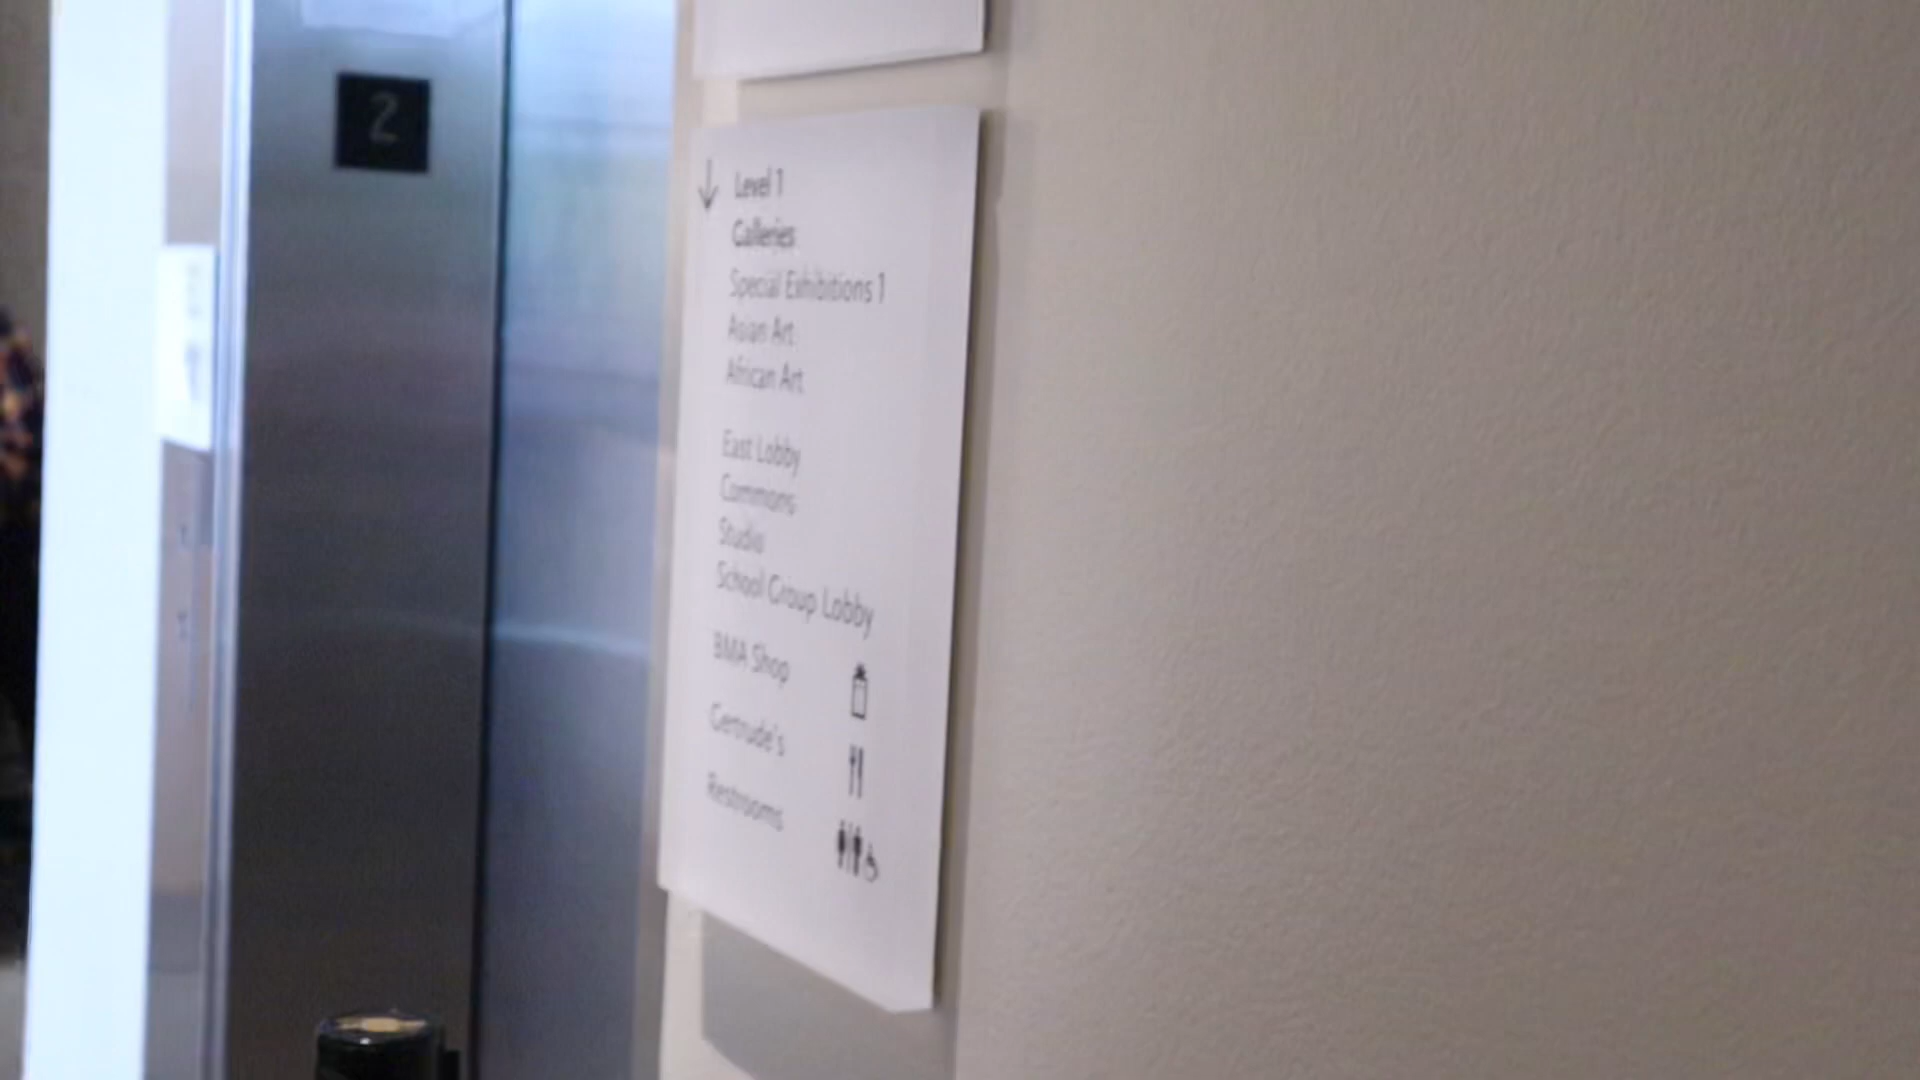 2
Level 1
Galleries
Special Exhibitions 1
Asian Art
African Art
East Lobby
Commons
Studio
School Group Lobby
BMA Shop
Gertrude's
Restrooms